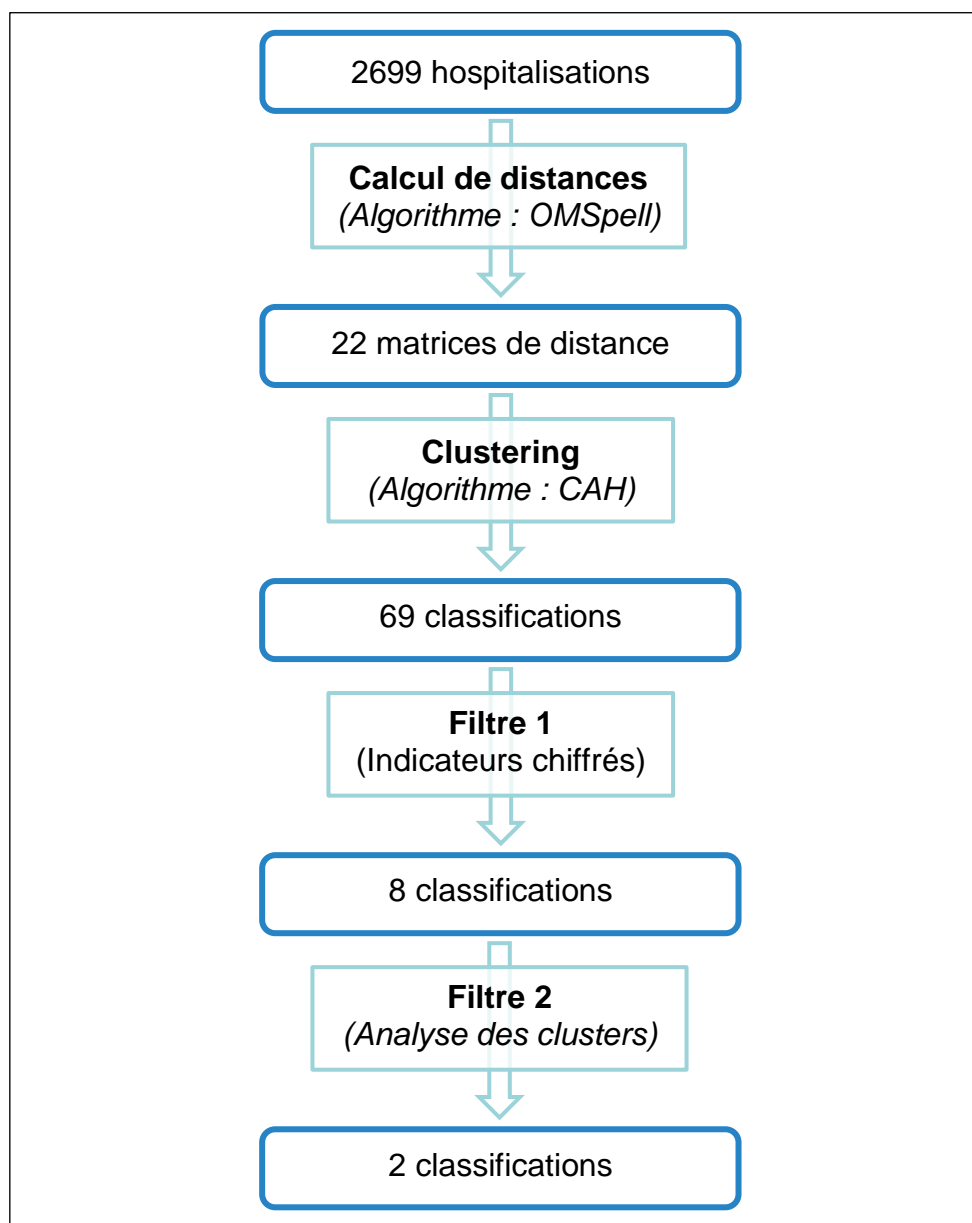 2699 hospitalisations
Calcul de distances
(Algorithme : OMSpell)
22 matrices de distance
Clustering
(Algorithme : CAH)
69 classifications
Filtre 1
(Indicateurs chiffrés)
8 classifications
Filtre 2
(Analyse des clusters)
2 classifications